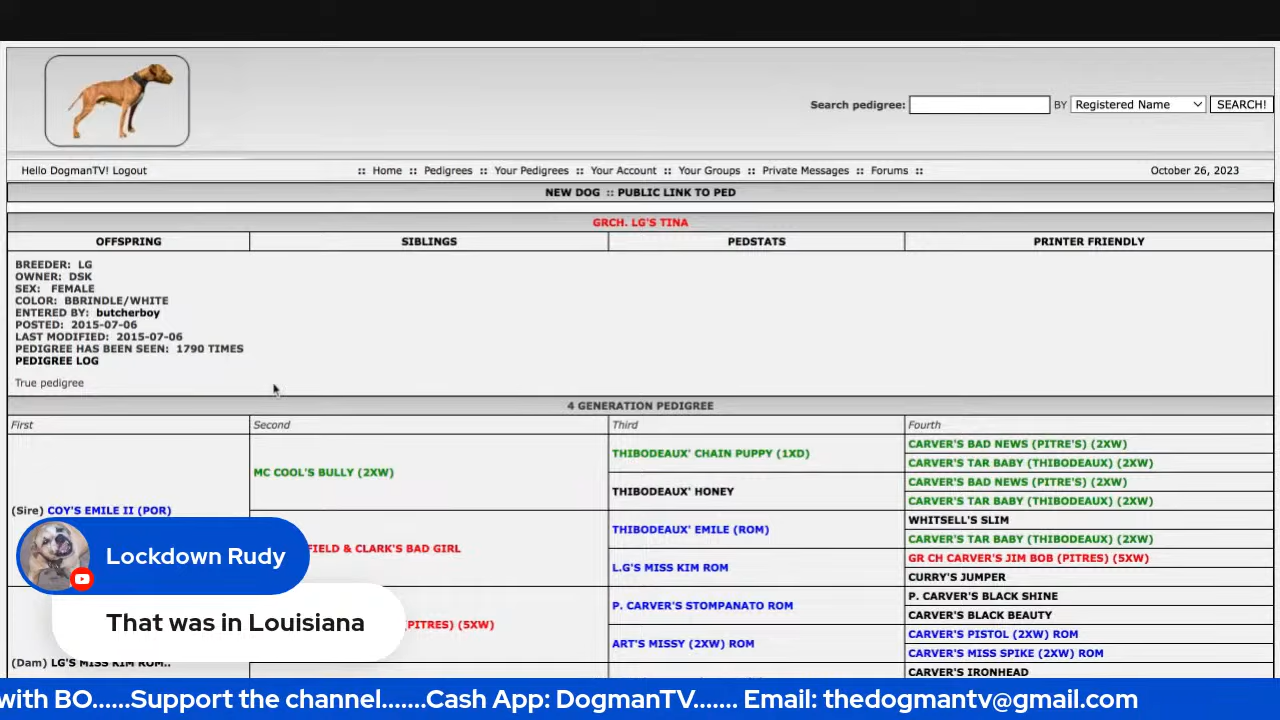 Search pedigree: BY Registered Name SEARCH!
Hello DogmanTV! Logout :: Home :: Pedigrees :: Your Pedigrees :: Your Account :: Your Groups :: Private Messages :: Forums :: October 26, 2023
NEW DOG :: PUBLIC LINK TO PED
GRCH. LG'S TINA
OFFSPRING SIBLINGS PEDSTATS PRINTER FRIENDLY
BREEDER: LG
OWNER: DSK
SEX: FEMALE
COLOR: BBRINDLE/WHITE
ENTERED BY: butcherboy
POSTED: 2015-07-06
LAST MODIFIED: 2015-07-06
PEDIGREE HAS BEEN SEEN: 1790 TIMES
PEDIGREE LOG
True pedigree
4 GENERATION PEDIGREE
First Second Third Fourth
(Sire) COY'S EMILE II (POR)
MC COOL'S BULLY (2XW)
FIELD & CLARK'S BAD GIRL
THIBODEAUX' CHAIN PUPPY (1XD)
THIBODEAUX' HONEY
THIBODEAUX' EMILE (ROM)
L.G'S MISS KIM ROM
CARVER'S BAD NEWS (PITRE'S) (2XW)
CARVER'S TAR BABY (THIBODEAUX) (2XW)
CARVER'S BAD NEWS (PITRE'S) (2XW)
CARVER'S TAR BABY (THIBODEAUX) (2XW)
WHITSELL'S SLIM
CARVER'S TAR BABY (THIBODEAUX) (2XW)
GR CH CARVER'S JIM BOB (PITRES) (5XW)
CURRY'S JUMPER
(Dam) LG'S MISS KIM ROM..
(PITRES) (5XW)
P. CARVER'S STOMPANATO ROM
ART'S MISSY (2XW) ROM
P. CARVER'S BLACK SHINE
CARVER'S BLACK BEAUTY
CARVER'S PISTOL (2XW) ROM
CARVER'S MISS SPIKE (2XW) ROM
CARVER'S IRONHEAD
Lockdown Rudy
That was in Louisiana
with BO......Support the channel.......Cash App: DogmanTV....... Email: thedogmantv@gmail.com